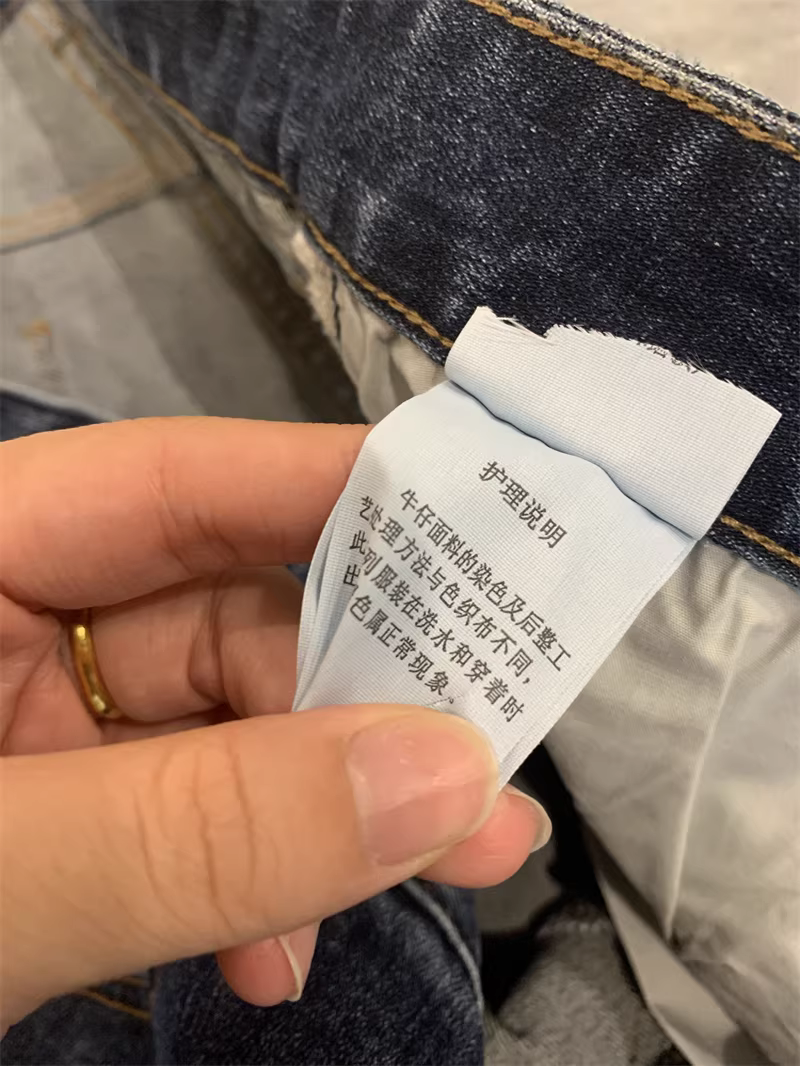 护理说明
牛仔面料的染色及后整工
艺处理方法与色织布不同，
此列服装在洗水和穿着时
出色属正常现象。